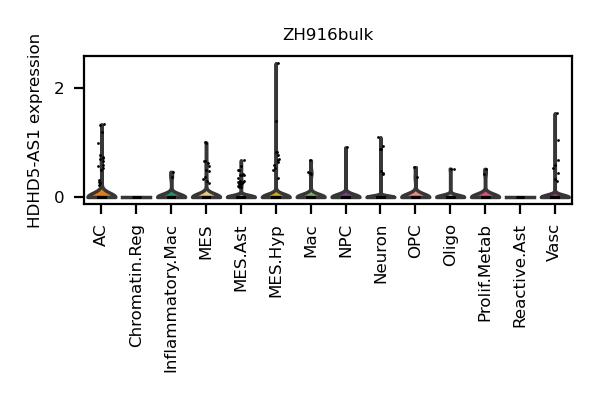 ZH916bulk
HDHD5-AS1 expression
2
0
AC
Chromatin.Reg
Inflammatory.Mac
MES
MES.Ast
MES.Hyp
Mac
NPC
Neuron
OPC
Oligo
Prolif.Metab
Reactive.Ast
Vasc